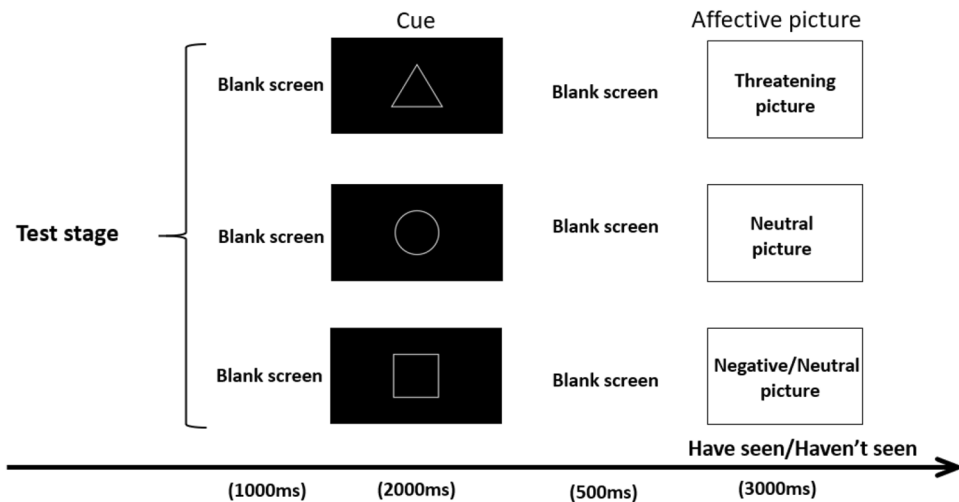 Cue
Affective picture
Blank screen
Blank screen
Threatening
picture
Test stage
Blank screen
Blank screen
Neutral
picture
Blank screen
Blank screen
Negative/Neutral
picture
Have seen/Haven't seen
(1000ms)
(2000ms)
(500ms)
(3000ms)